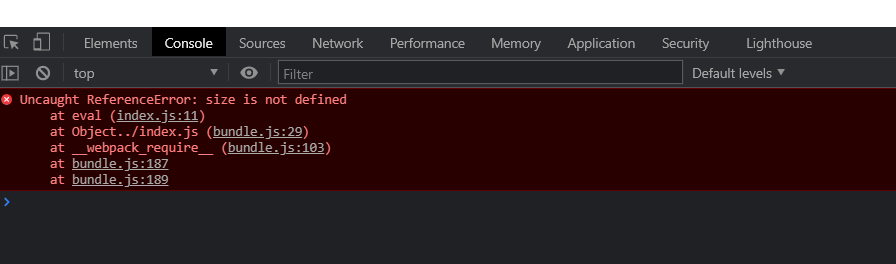 Elements Console Sources Network Performance Memory Application Security Lighthouse
top Filter Default levels
Uncaught ReferenceError: size is not defined
at eval (index.js:11)
at Object../index.js (bundle.js:29)
at __webpack_require__ (bundle.js:103)
at bundle.js:187
at bundle.js:189